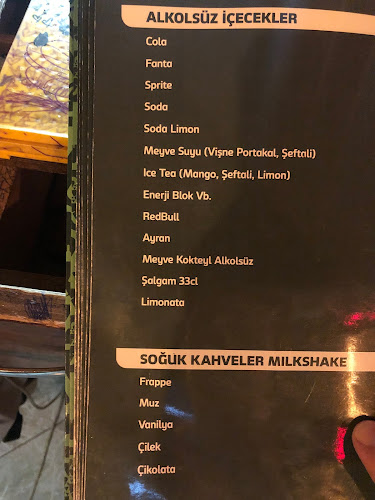 ALKOLSÜZ İÇECEKLER
Cola
Fanta
Sprite
Soda
Soda Limon
Meyve Suyu (Vişne Portakal, Şeftali)
Ice Tea (Mango, Şeftali, Limon)
Enerji Blok Vb.
RedBull
Ayran
Meyve Kokteyl Alkolsüz
Şalgam 33cl
Limonata
SOĞUK KAHVELER MILKSHAKE
Frappe
Muz
Vanilya
Çilek
Çikolata